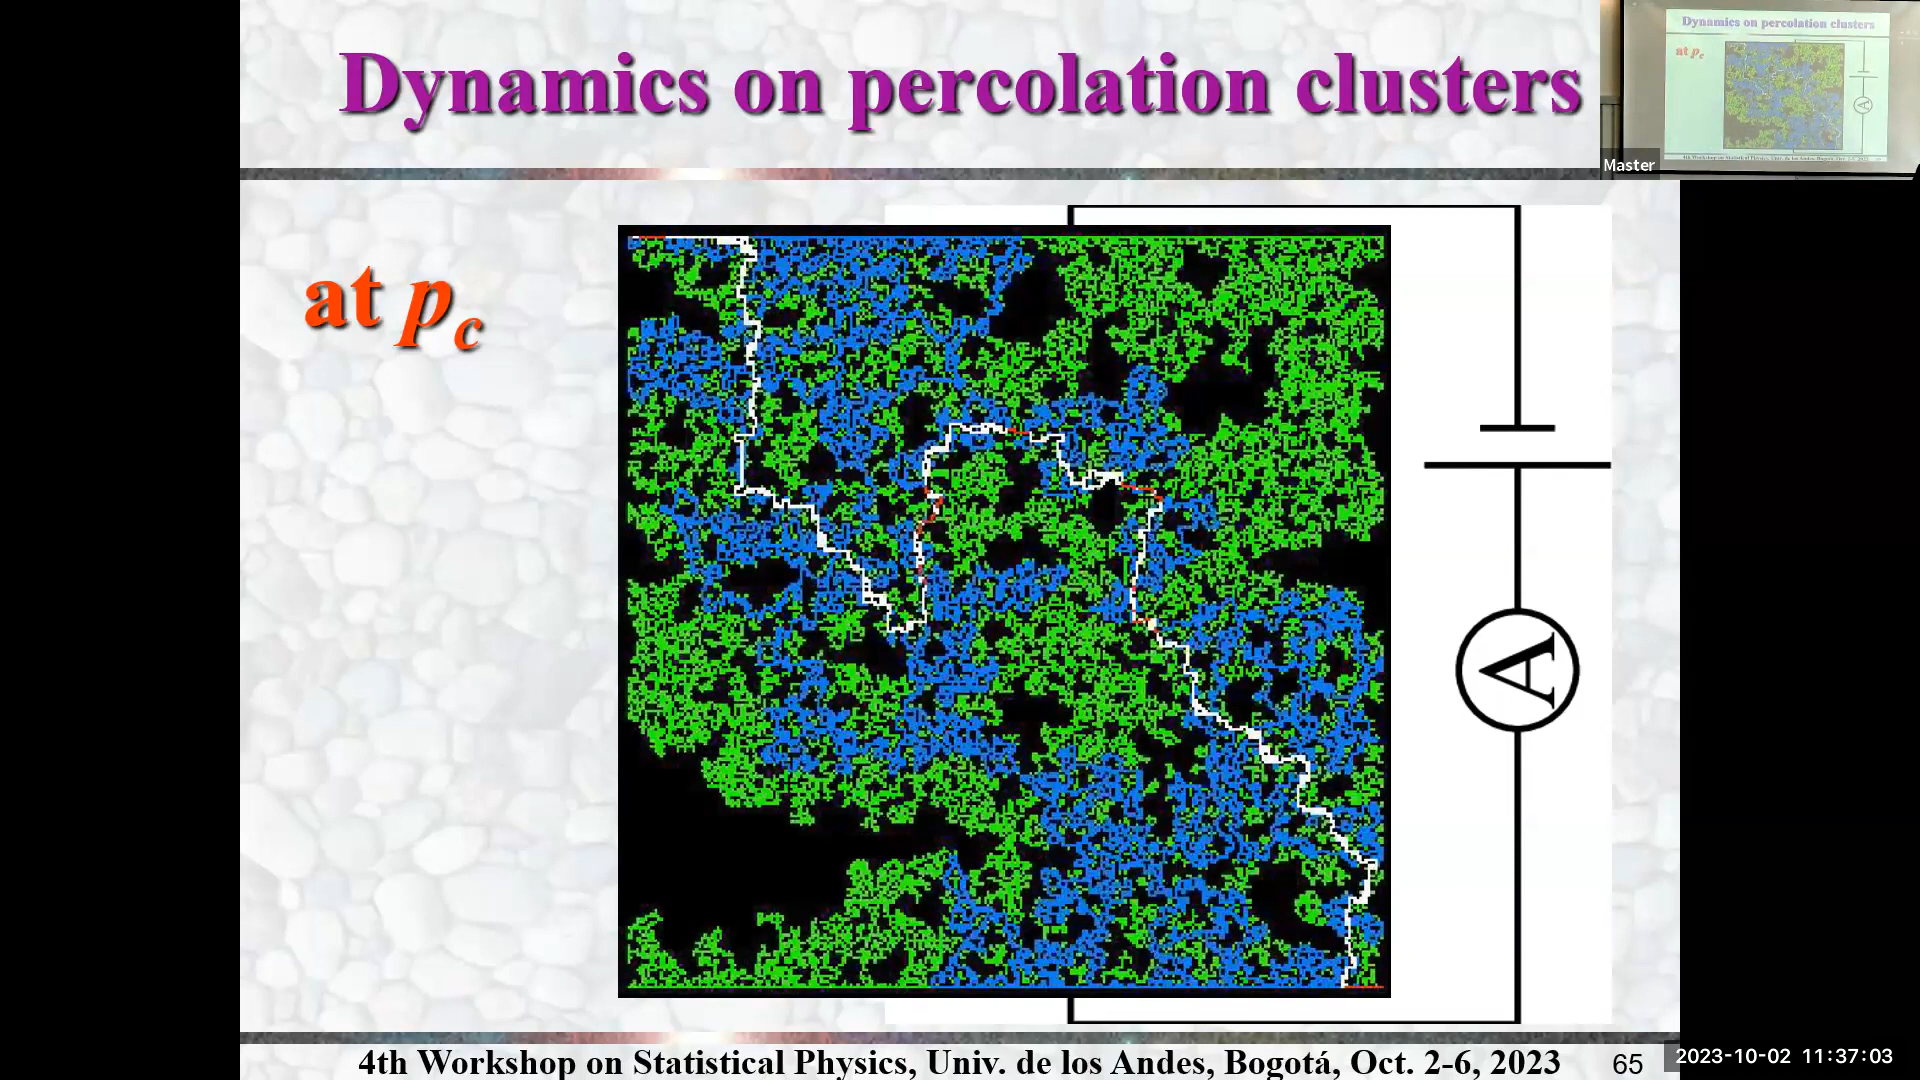 Dynamics on percolation clusters
Dynamics on percolation clusters
at pc
Master
at pc
A
A
4th Workshop on Statistical Physics, Univ. de los Andes, Bogotá, Oct. 2-6, 2023
65
2023-10-02 11:37:03